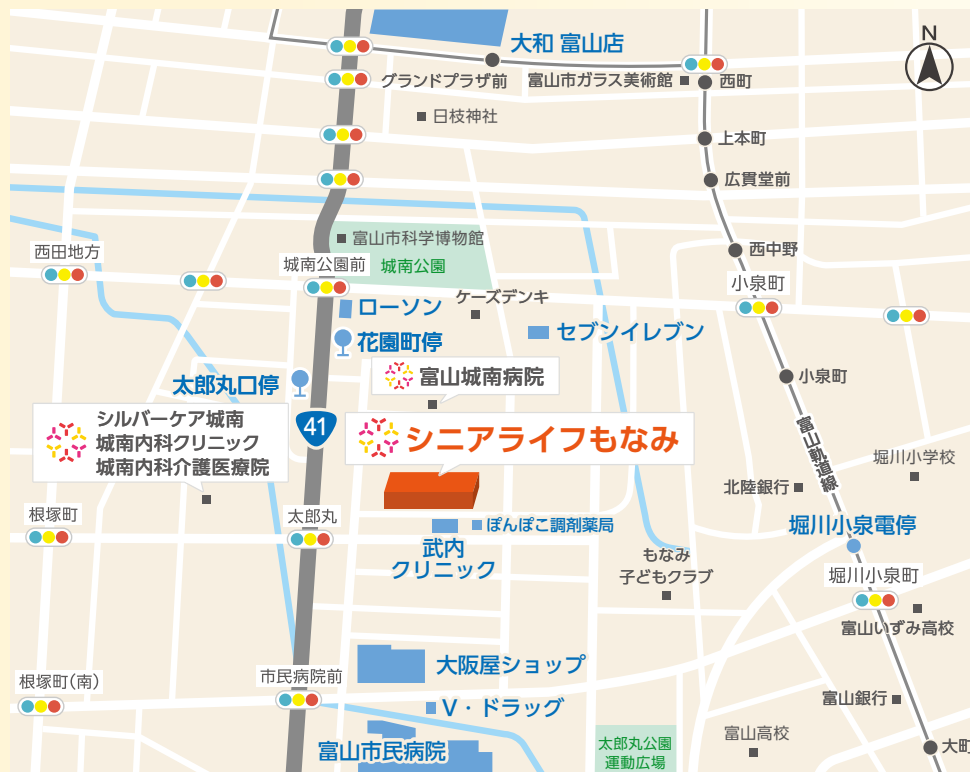 大和 富山店
N
グランドプラザ前
富山市ガラス美術館
西町
日枝神社
上本町
広貫堂前
富山市科学博物館
西田地方
城南公園前
城南公園
西中野
小泉町
ケーズデンキ
ローソン
セブンイレブン
花園町停
太郎丸口停
富山城南病院
小泉町
シルバーケア城南
城南内科クリニック
城南内科介護医療院
41
シニアライフもなみ
富山軌道線
堀川小学校
北陸銀行
根塚町
太郎丸
ぽんぽこ調剤薬局
堀川小泉電停
武内
クリニック
もなみ
子どもクラブ
堀川小泉町
富山いずみ高校
大阪屋ショップ
市民病院前
根塚町(南)
V・ドラッグ
富山銀行
富山高校
太郎丸公園
運動広場
富山市民病院
大町